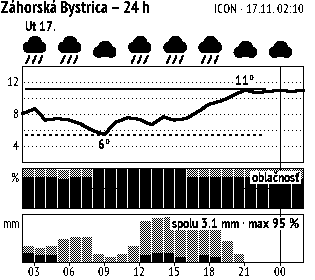 Záhorská Bystrica – 24 h
ICON · 17.11. 02:10
Ut 17.
12
11°
8
6°
4
%
oblačnosť
mm
spolu 3.1 mm · max 95 %
03 06 09 12 15 18 21 00